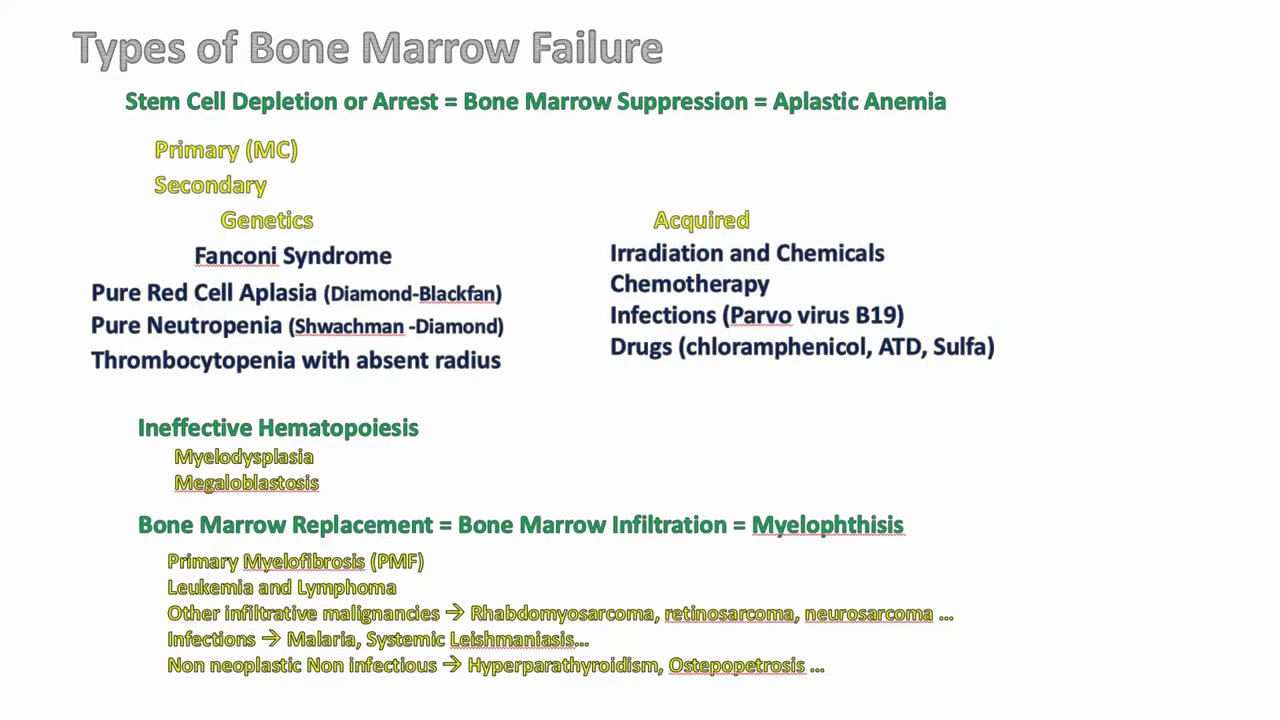 Types of Bone Marrow Failure
Stem Cell Depletion or Arrest = Bone Marrow Suppression = Aplastic Anemia
Primary (MC)
Secondary
Genetics
Fanconi Syndrome
Pure Red Cell Aplasia (Diamond-Blackfan)
Pure Neutropenia (Shwachman -Diamond)
Thrombocytopenia with absent radius
Acquired
Irradiation and Chemicals
Chemotherapy
Infections (Parvo virus B19)
Drugs (chloramphenicol, ATD, Sulfa)
Ineffective Hematopoiesis
Myelodysplasia
Megaloblastosis
Bone Marrow Replacement = Bone Marrow Infiltration = Myelophthisis
Primary Myelofibrosis (PMF)
Leukemia and Lymphoma
Other infiltrative malignancies → Rhabdomyosarcoma, retinosarcoma, neurosarcoma ...
Infections → Malaria, Systemic Leishmaniasis...
Non neoplastic Non infectious → Hyperparathyroidism, Ostepopetrosis ...